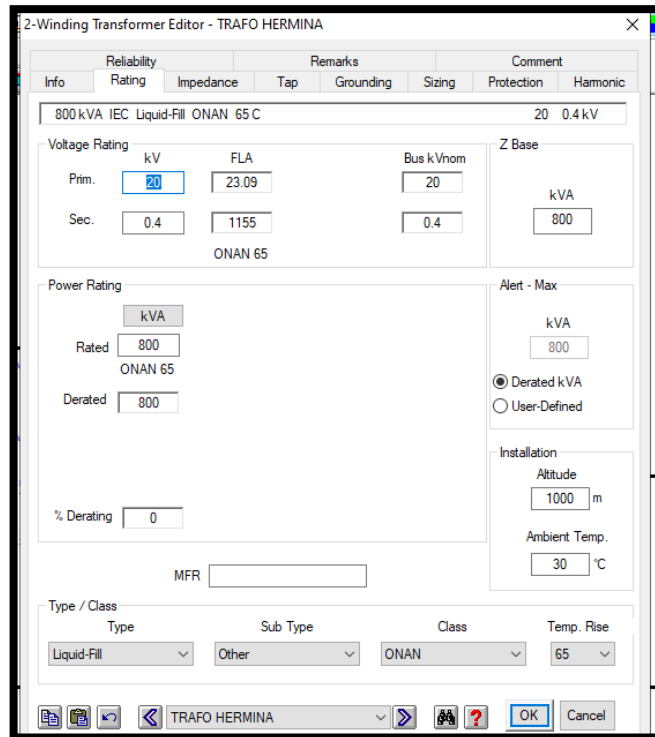 2-Winding Transformer Editor - TRAFO HERMINA
Reliability Remarks Comment
Info Rating Impedance Tap Grounding Sizing Protection Harmonic
800 kVA IEC Liquid-Fill ONAN 65 C 20 0.4 kV
Voltage Rating
kV FLA Bus kVnom
Prim. 20 23.09 20
Sec. 0.4 1155 0.4
ONAN 65
Z Base
kVA
800
Power Rating
kVA
Rated 800
ONAN 65
Derated 800
% Derating 0
Alert - Max
kVA
800
Derated kVA
User-Defined
Installation
Altitude
1000 m
Ambient Temp.
30 °C
MFR
Type / Class
Type Sub Type Class Temp. Rise
Liquid-Fill Other ONAN 65
TRAFO HERMINA ? OK Cancel